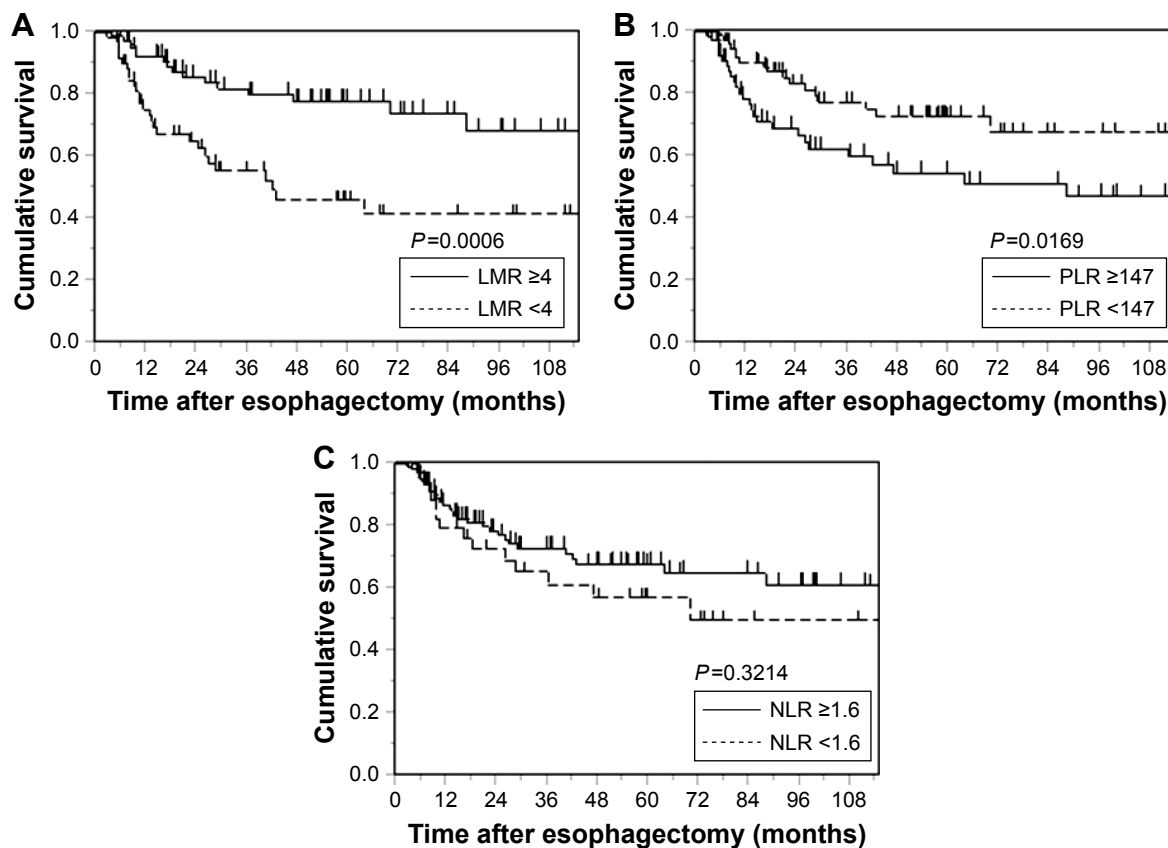 A
Cumulative survival
1.0
0.8
0.6
0.4
0.2
0.0
P=0.0006
LMR ≥4
LMR <4
0 12 24 36 48 60 72 84 96 108
Time after esophagectomy (months)
B
Cumulative survival
1.0
0.8
0.6
0.4
0.2
0.0
P=0.0169
PLR ≥147
PLR <147
0 12 24 36 48 60 72 84 96 108
Time after esophagectomy (months)
C
Cumulative survival
1.0
0.8
0.6
0.4
0.2
0.0
P=0.3214
NLR ≥1.6
NLR <1.6
0 12 24 36 48 60 72 84 96 108
Time after esophagectomy (months)